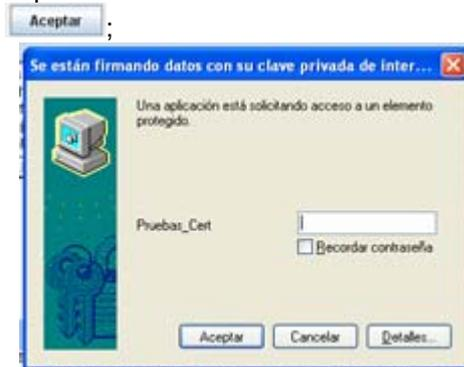 Aceptar ;
Se están firmando datos con su clave privada de inter...
Una aplicación está solicitando acceso a un elemento
protegido.
Pruebas_Cert
Recordar contraseña
Aceptar Cancelar Detalles...